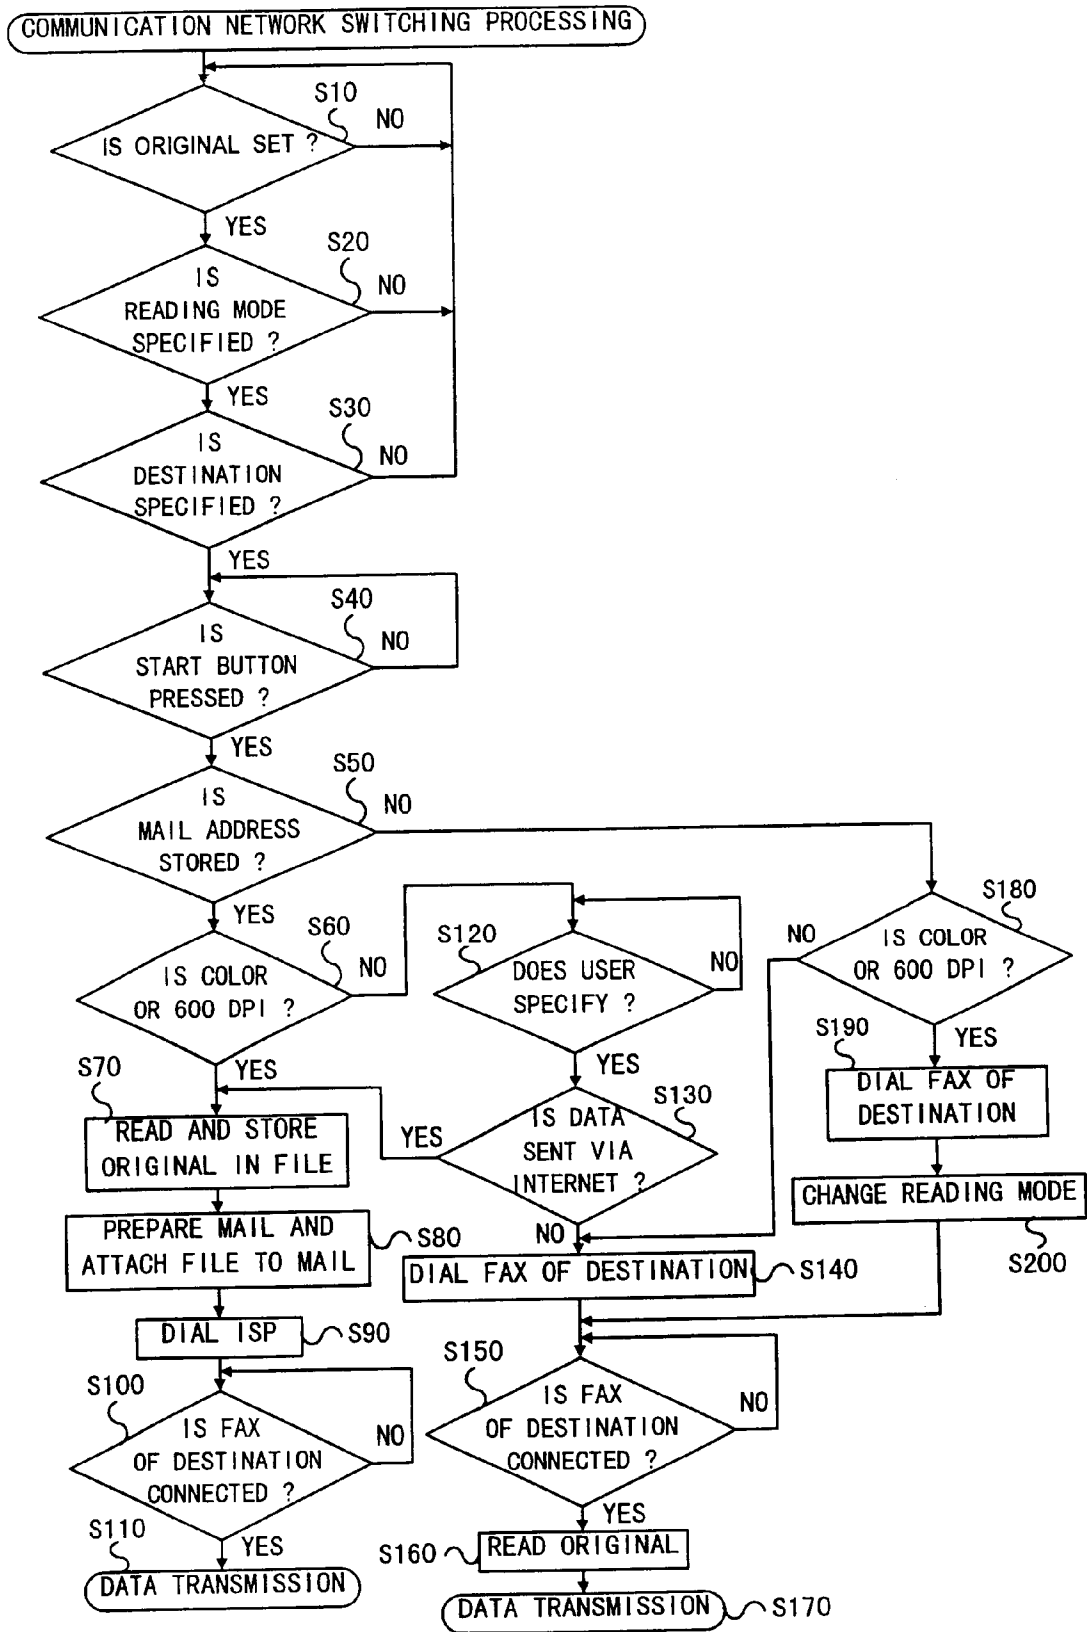 COMMUNICATION NETWORK SWITCHING PROCESSING
S10
NO
IS ORIGINAL SET ?
YES
S20
NO
IS
READING MODE
SPECIFIED ?
YES
S30
NO
IS
DESTINATION
SPECIFIED ?
YES
S40
NO
IS
START BUTTON
PRESSED ?
YES
S50
NO
IS
MAIL ADDRESS
STORED ?
YES
S60
NO
IS COLOR
OR 600 DPI ?
YES
S120
NO
DOES USER
SPECIFY ?
YES
S180
NO
IS COLOR
OR 600 DPI ?
YES
S190
DIAL FAX OF
DESTINATION
CHANGE READING MODE
S200
S130
YES
IS DATA
SENT VIA
INTERNET ?
NO
S70
READ AND STORE
ORIGINAL IN FILE
PREPARE MAIL AND
ATTACH FILE TO MAIL
S80
DIAL ISP
S90
S100
NO
IS FAX
OF DESTINATION
CONNECTED ?
YES
S110
DATA TRANSMISSION
DIAL FAX OF DESTINATION
S140
S150
NO
IS FAX
OF DESTINATION
CONNECTED ?
YES
S160
READ ORIGINAL
DATA TRANSMISSION
S170